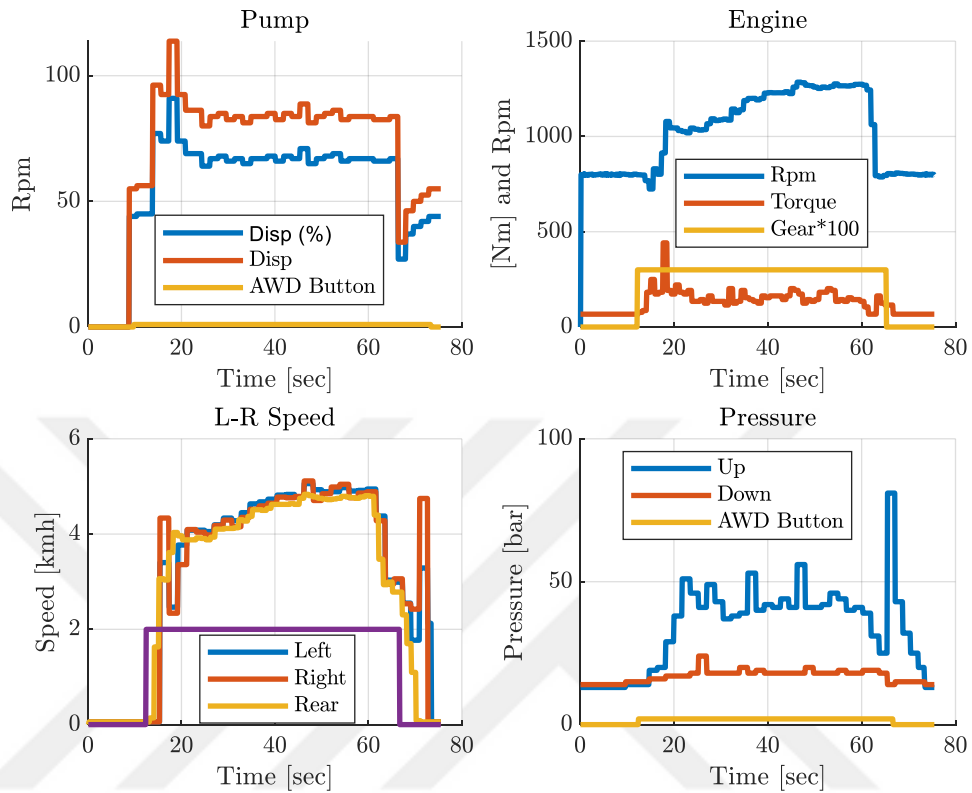 Pump
Rpm
100
50
0
Disp (%)
Disp
AWD Button
0 20 40 60 80
Time [sec]
Engine
[Nm] and Rpm
1500
1000
500
0
Rpm
Torque
Gear*100
0 20 40 60 80
Time [sec]
L-R Speed
Speed [kmh]
6
4
2
0
Left
Right
Rear
0 20 40 60 80
Time [sec]
Pressure
Pressure [bar]
100
50
0
Up
Down
AWD Button
0 20 40 60 80
Time [sec]